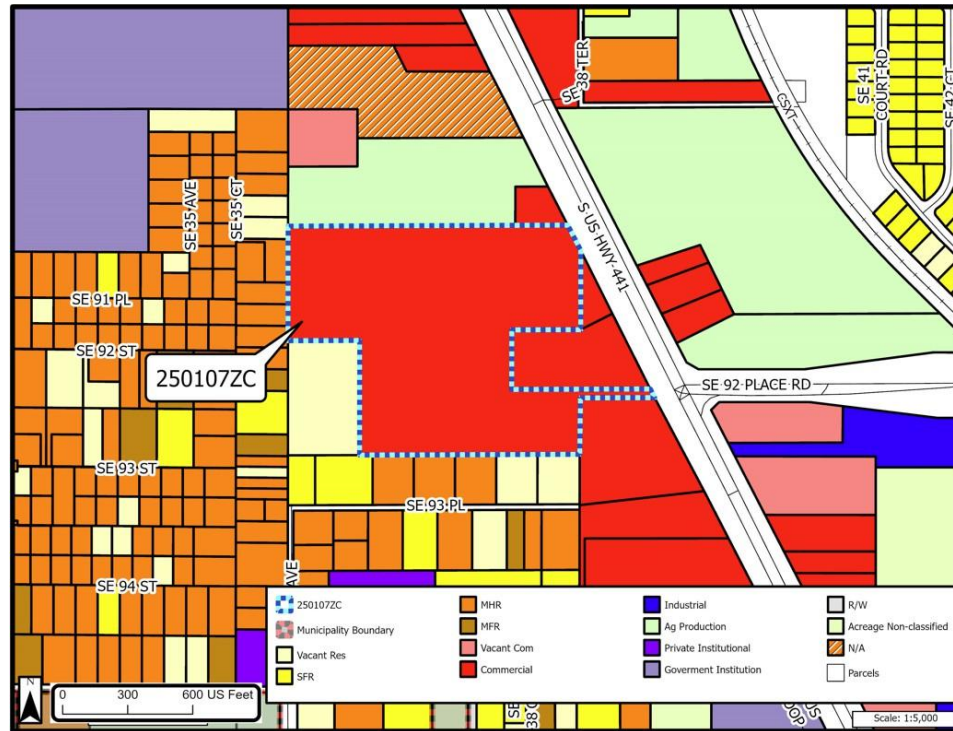 SE 38 TER
CSXT
SE 41
COURT RD
SE 42 CT
SE 35 AVE
SE 35 CT
S US HWY 441
SE 91 PL
SE 92 ST
250107ZC
SE 92 PLACE RD
SE 93 ST
SE 93 PL
AVE
SE 94 ST
250107ZC
Municipality Boundary
Vacant Res
SFR
MHR
MFR
Vacant Com
Commercial
Industrial
Ag Production
Private Institutional
Goverment Institution
R/W
Acreage Non-classified
N/A
Parcels
N
0 300 600 US Feet
SE
US
OOP
Scale: 1:5,000